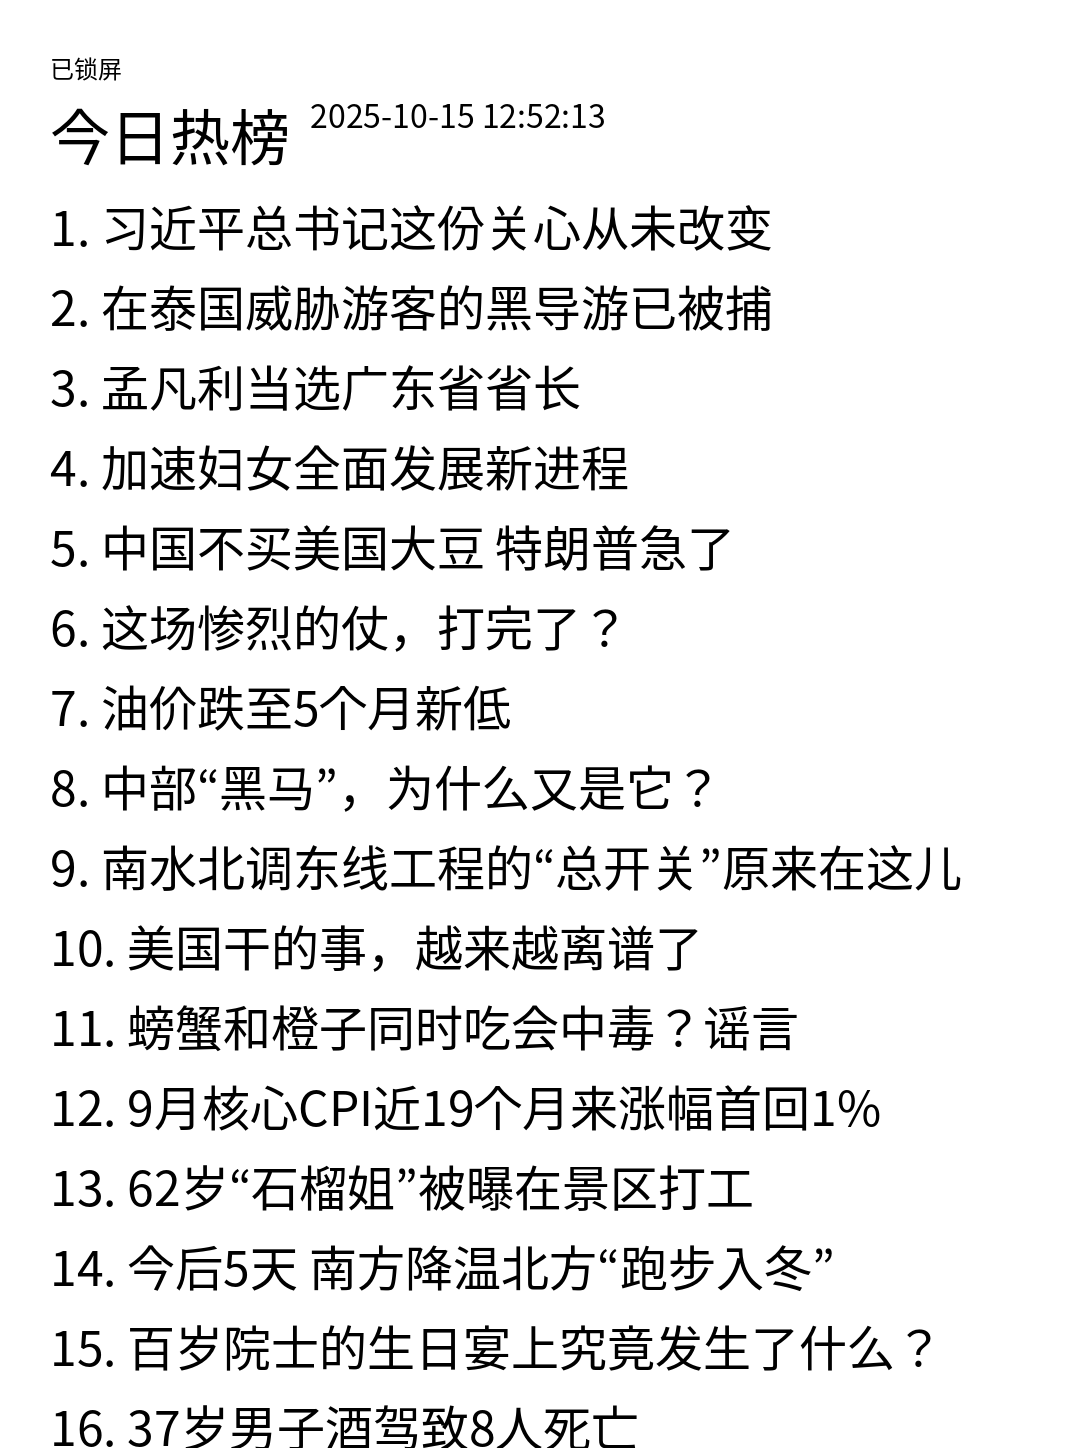 已锁屏
今日热榜 2025-10-15 12:52:13
1. 习近平总书记这份关心从未改变
2. 在泰国威胁游客的黑导游已被捕
3. 孟凡利当选广东省省长
4. 加速妇女全面发展新进程
5. 中国不买美国大豆 特朗普急了
6. 这场惨烈的仗，打完了？
7. 油价跌至5个月新低
8. 中部“黑马”，为什么又是它？
9. 南水北调东线工程的“总开关”原来在这儿
10. 美国干的事，越来越离谱了
11. 螃蟹和橙子同时吃会中毒？谣言
12. 9月核心CPI近19个月来涨幅首回1%
13. 62岁“石榴姐”被曝在景区打工
14. 今后5天 南方降温北方“跑步入冬”
15. 百岁院士的生日宴上究竟发生了什么？
16. 37岁男子酒驾致8人死亡